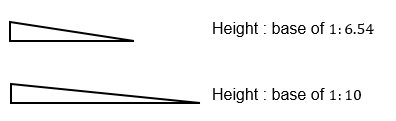 Height : base of 1:6.54
Height : base of 1:10